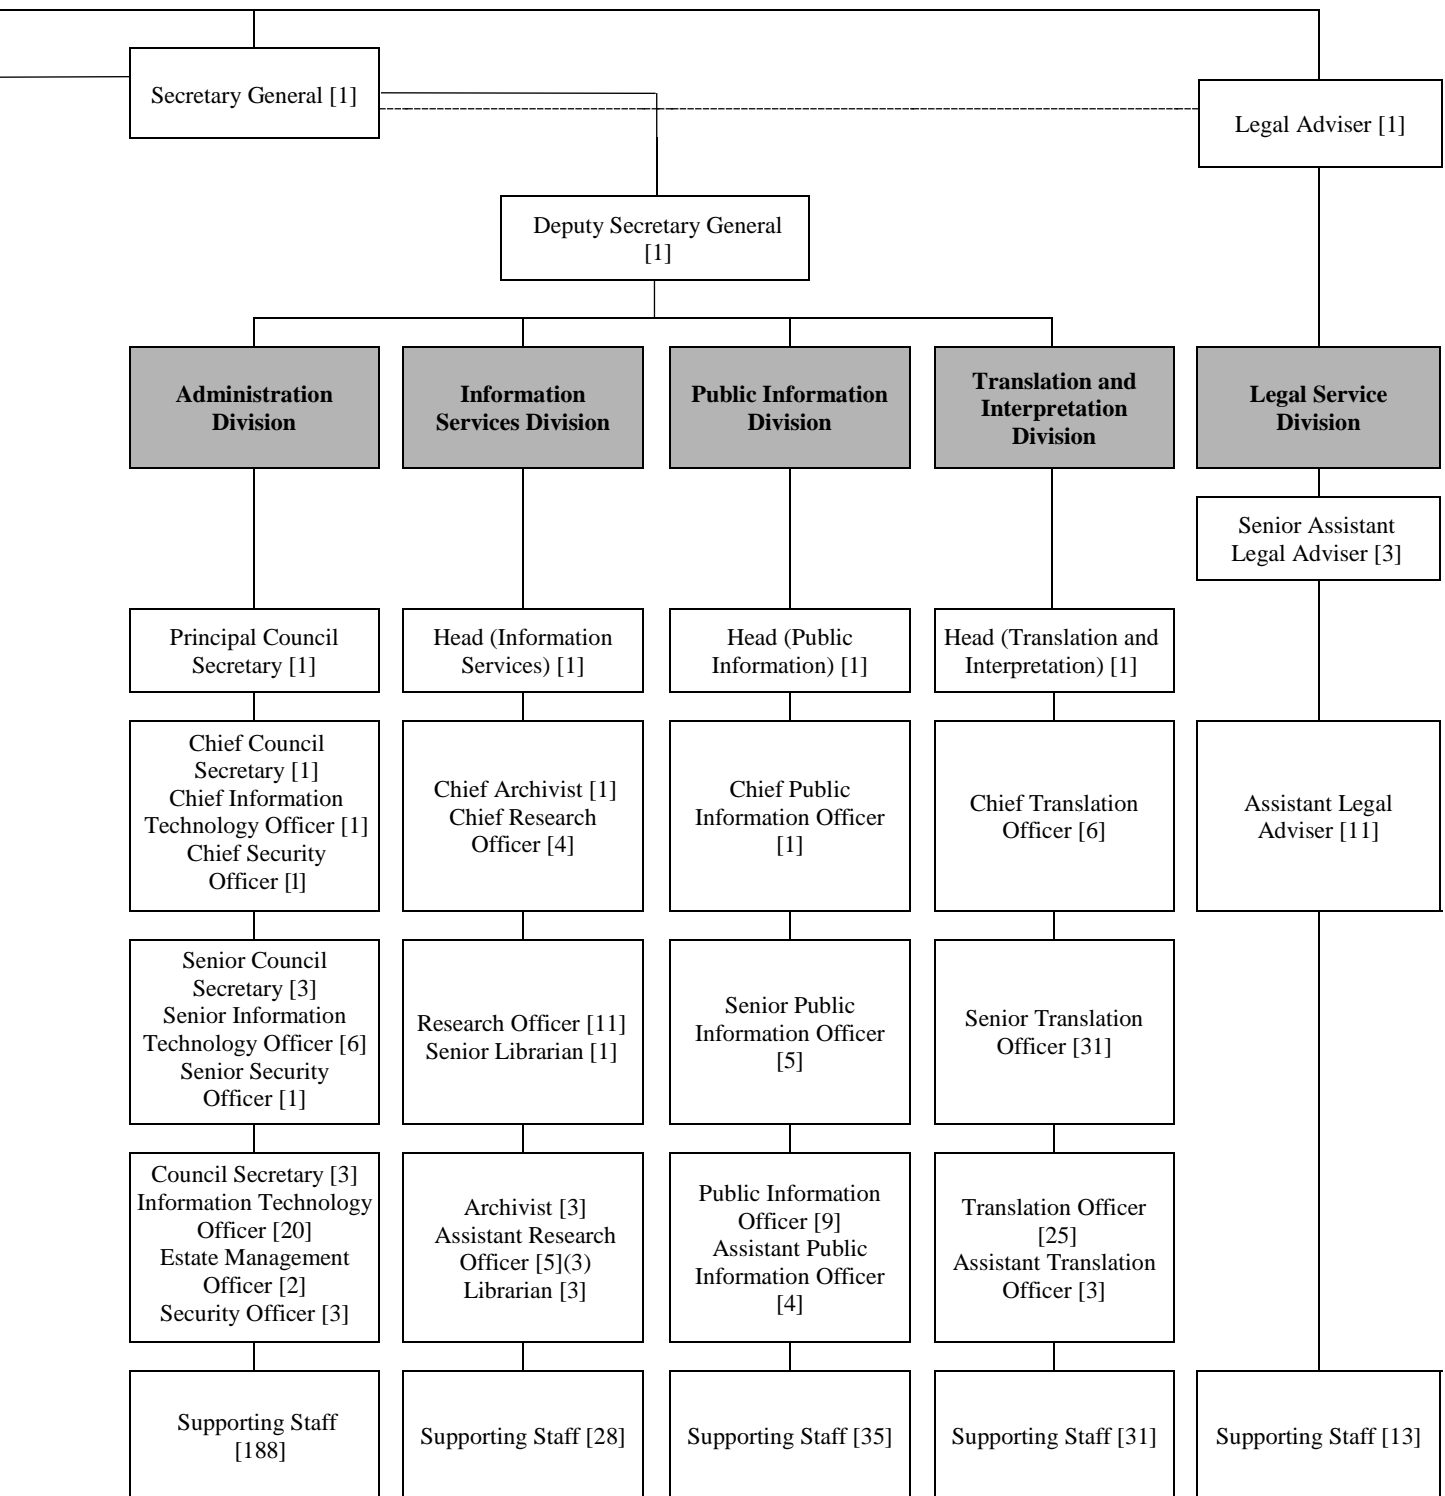 Secretary General [1]
Legal Adviser [1]
Deputy Secretary General
[1]
Administration
Division
Information
Services Division
Public Information
Division
Translation and
Interpretation
Division
Legal Service
Division
Senior Assistant
Legal Adviser [3]
Principal Council
Secretary [1]
Head (Information
Services) [1]
Head (Public
Information) [1]
Head (Translation and
Interpretation) [1]
Chief Council
Secretary [1]
Chief Information
Technology Officer [1]
Chief Security
Officer [l]
Chief Archivist [1]
Chief Research
Officer [4]
Chief Public
Information Officer
[1]
Chief Translation
Officer [6]
Assistant Legal
Adviser [11]
Senior Council
Secretary [3]
Senior Information
Technology Officer [6]
Senior Security
Officer [1]
Research Officer [11]
Senior Librarian [1]
Senior Public
Information Officer
[5]
Senior Translation
Officer [31]
Council Secretary [3]
Information Technology
Officer [20]
Estate Management
Officer [2]
Security Officer [3]
Archivist [3]
Assistant Research
Officer [5](3)
Librarian [3]
Public Information
Officer [9]
Assistant Public
Information Officer
[4]
Translation Officer
[25]
Assistant Translation
Officer [3]
Supporting Staff
[188]
Supporting Staff [28]
Supporting Staff [35]
Supporting Staff [31]
Supporting Staff [13]